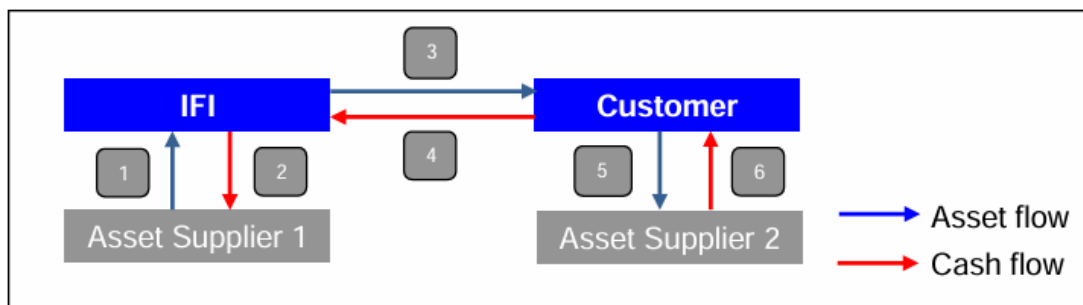 3
IFI
Customer
1
2
4
5
6
Asset Supplier 1
Asset Supplier 2
Asset flow
Cash flow